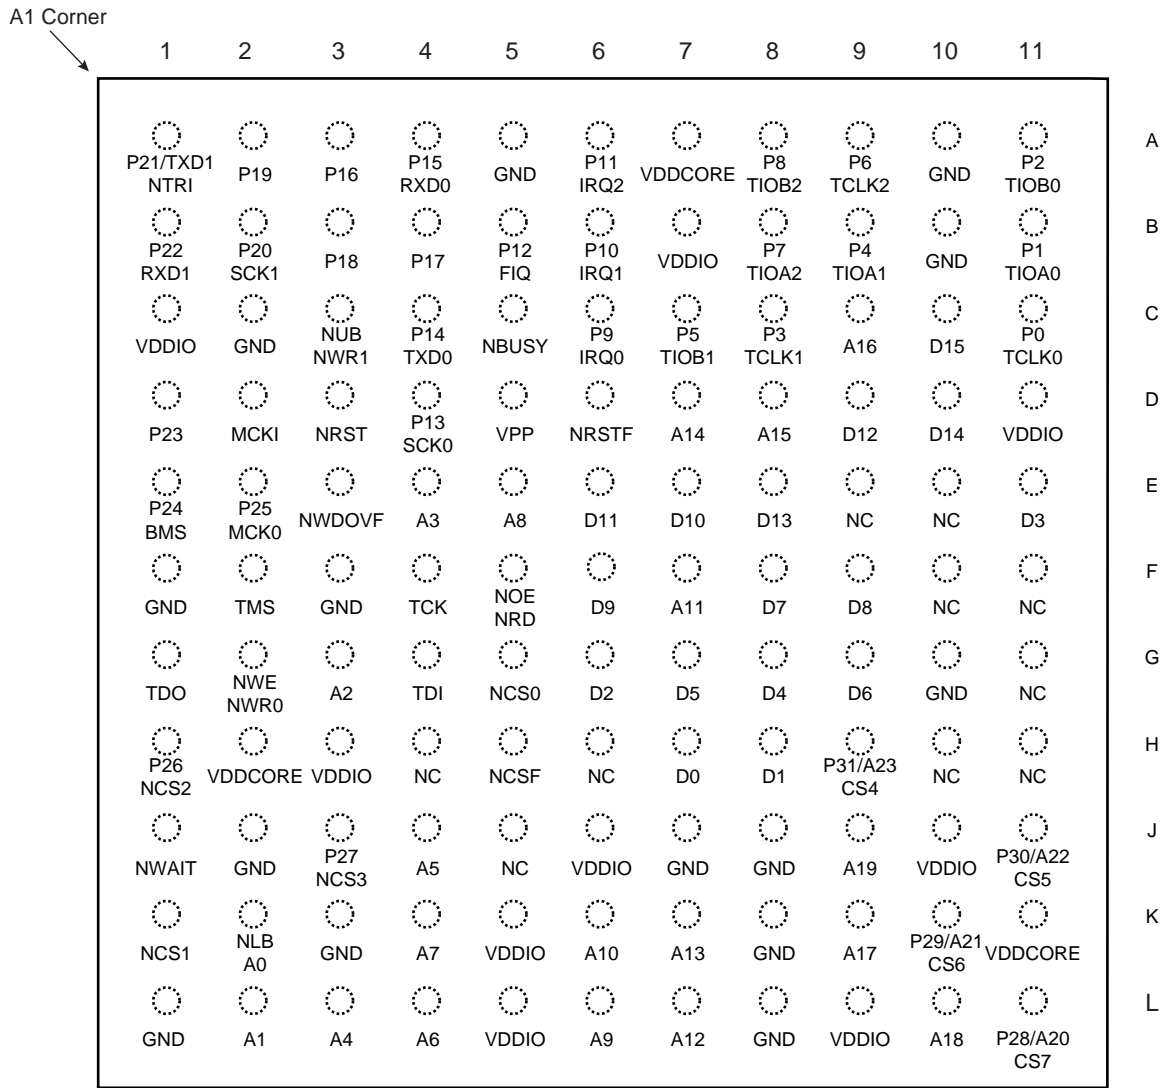 A1 Corner
1 2 3 4 5 6 7 8 9 10 11
A
P21/TXD1 NTRI P19 P16 P15 RXD0 GND P11 IRQ2 VDDCORE P8 TIOB2 P6 TCLK2 GND P2 TIOB0
B
P22 RXD1 P20 SCK1 P18 P17 P12 FIQ P10 IRQ1 VDDIO P7 TIOA2 P4 TIOA1 GND P1 TIOA0
C
VDDIO GND NUB NWR1 P14 TXD0 NBUSY P9 IRQ0 P5 TIOB1 P3 TCLK1 A16 D15 P0 TCLK0
D
P23 MCKI NRST P13 SCK0 VPP NRSTF A14 A15 D12 D14 VDDIO
E
P24 BMS P25 MCK0 NWDOVF A3 A8 D11 D10 D13 NC NC D3
F
GND TMS GND TCK NOE NRD D9 A11 D7 D8 NC NC
G
TDO NWE NWR0 A2 TDI NCS0 D2 D5 D4 D6 GND NC
H
P26 NCS2 VDDCORE VDDIO NC NCSF NC D0 D1 P31/A23 CS4 NC NC
J
NWAIT GND P27 NCS3 A5 NC VDDIO GND GND A19 VDDIO P30/A22 CS5
K
NCS1 NLB A0 GND A7 VDDIO A10 A13 GND A17 P29/A21 CS6 VDDCORE
L
GND A1 A4 A6 VDDIO A9 A12 GND VDDIO A18 P28/A20 CS7